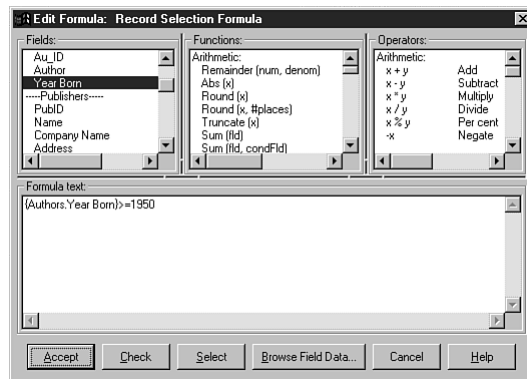 Edit Formula: Record Selection Formula
Fields:
Au_ID
Author
Year Born
-----Publishers-----
PubID
Name
Company Name
Address
Functions:
Arithmetic:
Remainder (num, denom)
Abs (x)
Round (x)
Round (x, #places)
Truncate (x)
Sum (fld)
Sum (fld, condFld)
Operators:
Arithmetic:
x + y Add
x - y Subtract
x * y Multiply
x / y Divide
x % y Per cent
-x Negate
Formula text:
{Authors.Year Born}>=1950
Accept Check Select Browse Field Data... Cancel Help